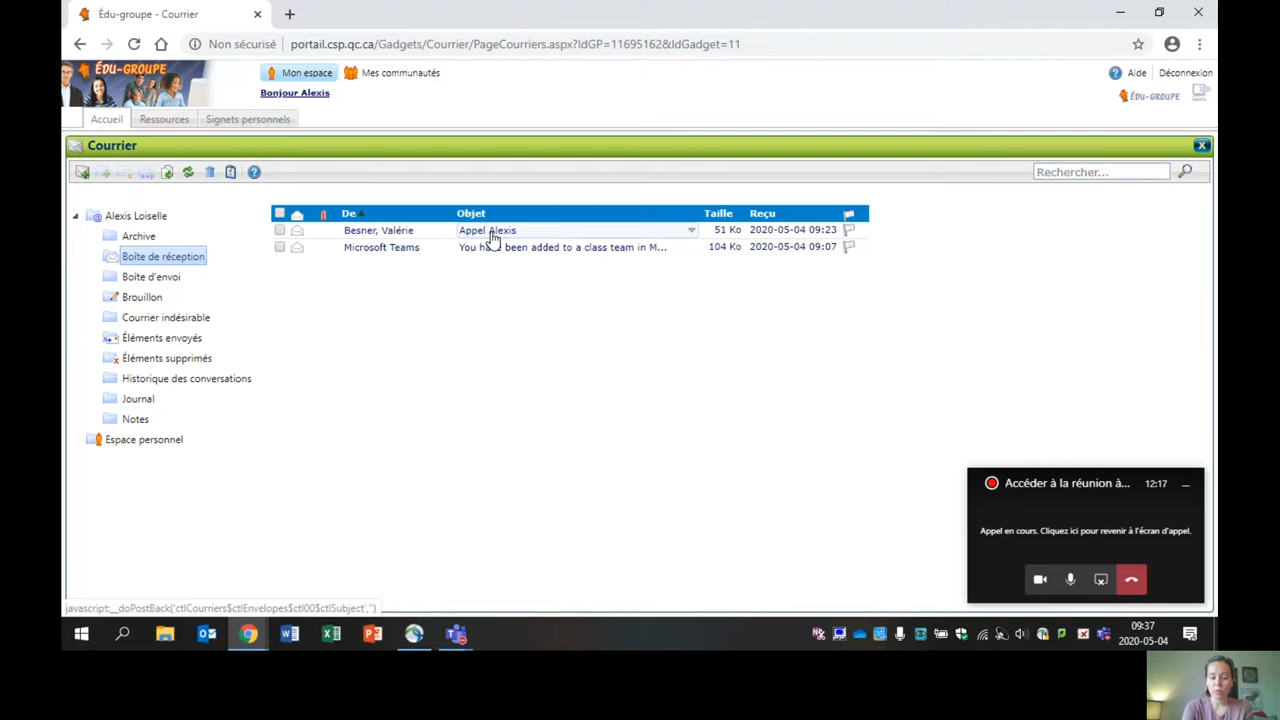 Édu-groupe - Courrier
Non sécurisé
portail.csp.qc.ca/Gadgets/Courrier/PageCourriers.aspx?IdGP=11695162&IdGadget=11
ÉDU-GROUPE
Mon espace
Mes communautés
Aide
Déconnexion
Bonjour Alexis
ÉDU-GROUPE
Accueil
Ressources
Signets personnels
Courrier
Rechercher...
Alexis Loiselle
Archive
Boîte de réception
Boîte d'envoi
Brouillon
Courrier indésirable
Éléments envoyés
Éléments supprimés
Historique des conversations
Journal
Notes
Espace personnel
De Objet Taille Reçu
Besner, Valérie Appel Alexis 51 Ko 2020-05-04 09:23
Microsoft Teams You have been added to a class team in M... 104 Ko 2020-05-04 09:07
Accéder à la réunion à... 12:17
Appel en cours. Cliquez ici pour revenir à l'écran d'appel.
javascript:__doPostBack('ctlCourriers$ctlEnvelopes$ctl00$ctlSubject','')
09:37
2020-05-04